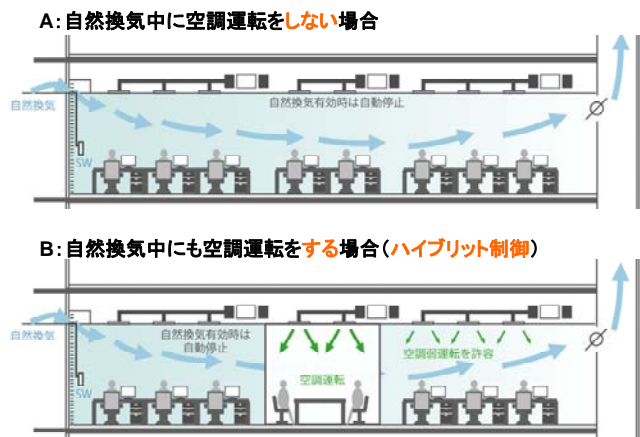 A：自然換気中に空調運転をしない場合
自然換気
自然換気有効時は自動停止
SW
B：自然換気中にも空調運転をする場合（ハイブリット制御）
自然換気
自然換気有効時は
自動停止
空調運転
空調弱運転を許容
SW